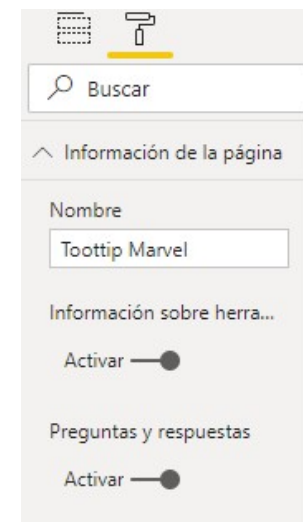 Buscar
Información de la página
Nombre
Toottip Marvel
Información sobre herra...
Activar
Preguntas y respuestas
Activar